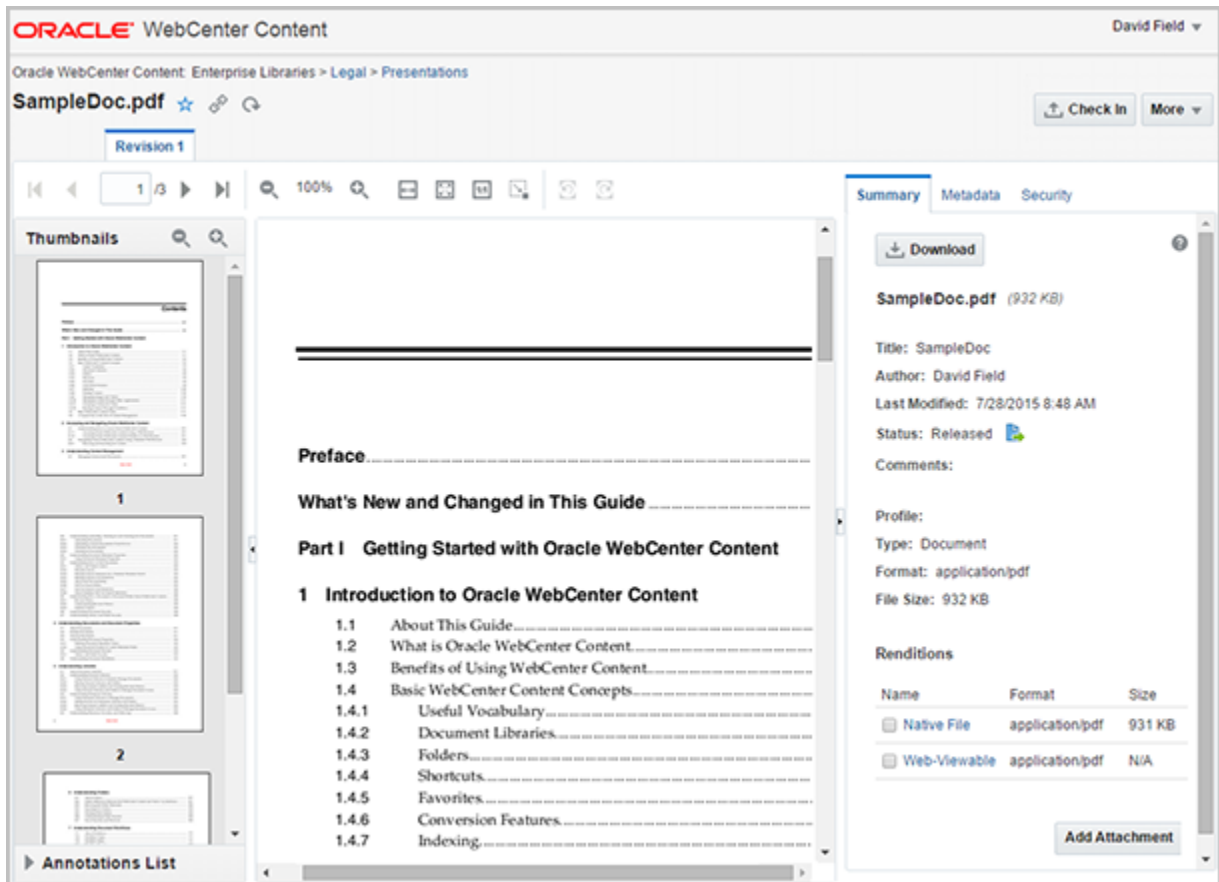 ORACLE® WebCenter Content
David Field
Oracle WebCenter Content: Enterprise Libraries > Legal > Presentations
SampleDoc.pdf
Check In
More
Revision 1
1 /3
100%
Summary
Metadata
Security
Thumbnails
Contents
1
2
Annotations List
Preface
What's New and Changed in This Guide
Part I Getting Started with Oracle WebCenter Content
1 Introduction to Oracle WebCenter Content
1.1 About This Guide
1.2 What is Oracle WebCenter Content
1.3 Benefits of Using WebCenter Content
1.4 Basic WebCenter Content Concepts
1.4.1 Useful Vocabulary
1.4.2 Document Libraries
1.4.3 Folders
1.4.4 Shortcuts
1.4.5 Favorites
1.4.6 Conversion Features
1.4.7 Indexing
Download
SampleDoc.pdf (932 KB)
Title: SampleDoc
Author: David Field
Last Modified: 7/28/2015 8:48 AM
Status: Released
Comments:
Profile:
Type: Document
Format: application/pdf
File Size: 932 KB
Renditions
Name Format Size
Native File application/pdf 931 KB
Web-Viewable application/pdf N/A
Add Attachment